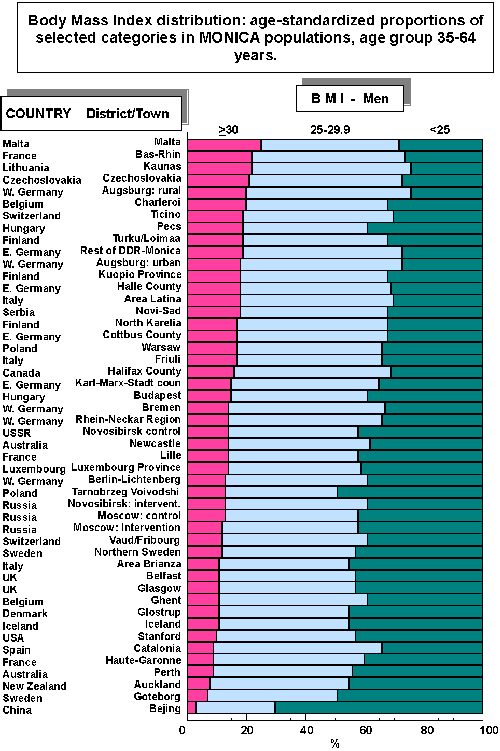 Body Mass Index distribution: age-standardized proportions of
selected categories in MONICA populations, age group 35-64
years.
B M I - Men
COUNTRY District/Town
≥30 25-29.9 <25
Malta Malta
France Bas-Rhin
Lithuania Kaunas
Czechoslovakia Czechoslovakia
W. Germany Augsburg: rural
Belgium Charleroi
Switzerland Ticino
Hungary Pecs
Finland Turku/Loimaa
E. Germany Rest of DDR-Monica
W. Germany Augsburg: urban
Finland Kuopio Province
E. Germany Halle County
Italy Area Latina
Serbia Novi-Sad
Finland North Karelia
E. Germany Cottbus County
Poland Warsaw
Italy Friuli
Canada Halifax County
E. Germany Karl-Marx-Stadt coun
Hungary Budapest
W. Germany Bremen
W. Germany Rhein-Neckar Region
USSR Novosibirsk control
Australia Newcastle
France Lille
Luxembourg Luxembourg Province
W. Germany Berlin-Lichtenberg
Poland Tarnobrzeg Voivodshi
Russia Novosibirsk: intervent.
Russia Moscow: control
Russia Moscow: Intervention
Switzerland Vaud/Fribourg
Sweden Northern Sweden
Italy Area Brianza
UK Belfast
UK Glasgow
Belgium Ghent
Denmark Glostrup
Iceland Iceland
USA Stanford
Spain Catalonia
France Haute-Garonne
Australia Perth
New Zealand Auckland
Sweden Goteborg
China Bejing
0 20 40 60 80 100
%